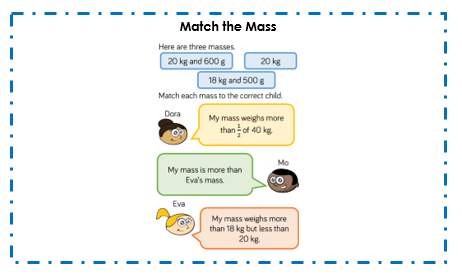 Match the Mass
Here are three masses.
20 kg and 600 g
20 kg
18 kg and 500 g
Match each mass to the correct child.
Dora
My mass weighs more
than 1/2 of 40 kg.
Mo
My mass is more than
Eva's mass.
Eva
My mass weighs more
than 18 kg but less than
20 kg.